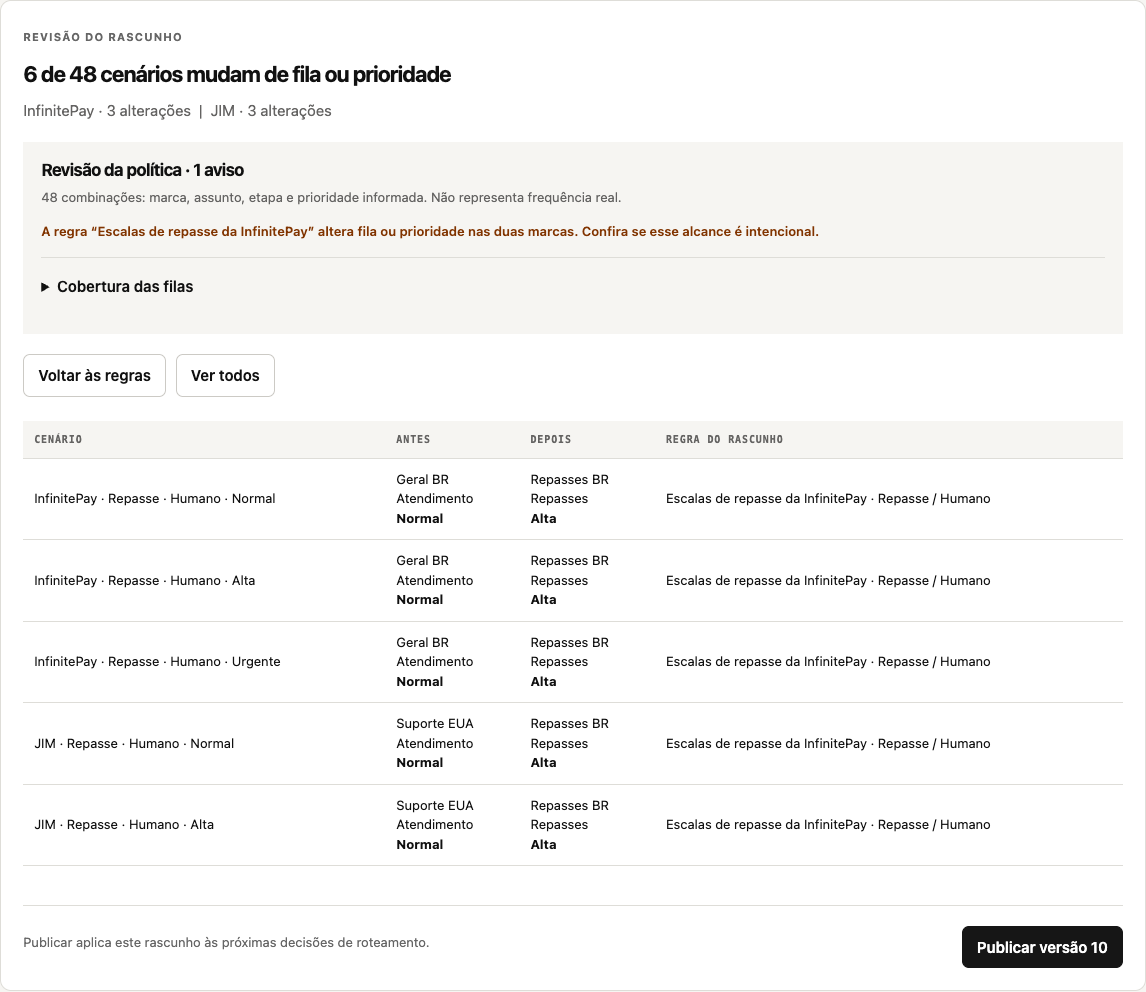 REVISÃO DO RASCUNHO
6 de 48 cenários mudam de fila ou prioridade
InfinitePay · 3 alterações | JIM · 3 alterações
Revisão da política · 1 aviso
48 combinações: marca, assunto, etapa e prioridade informada. Não representa frequência real.
A regra “Escalas de repasse da InfinitePay” altera fila ou prioridade nas duas marcas. Confira se esse alcance é intencional.
▶ Cobertura das filas
Voltar às regras
Ver todos
CENÁRIO
ANTES
DEPOIS
REGRA DO RASCUNHO
InfinitePay · Repasse · Humano · Normal
Geral BR
Atendimento
Normal
Repasses BR
Repasses
Alta
Escalas de repasse da InfinitePay · Repasse / Humano
InfinitePay · Repasse · Humano · Alta
Geral BR
Atendimento
Normal
Repasses BR
Repasses
Alta
Escalas de repasse da InfinitePay · Repasse / Humano
InfinitePay · Repasse · Humano · Urgente
Geral BR
Atendimento
Normal
Repasses BR
Repasses
Alta
Escalas de repasse da InfinitePay · Repasse / Humano
JIM · Repasse · Humano · Normal
Suporte EUA
Atendimento
Normal
Repasses BR
Repasses
Alta
Escalas de repasse da InfinitePay · Repasse / Humano
JIM · Repasse · Humano · Alta
Suporte EUA
Atendimento
Normal
Repasses BR
Repasses
Alta
Escalas de repasse da InfinitePay · Repasse / Humano
Publicar aplica este rascunho às próximas decisões de roteamento.
Publicar versão 10